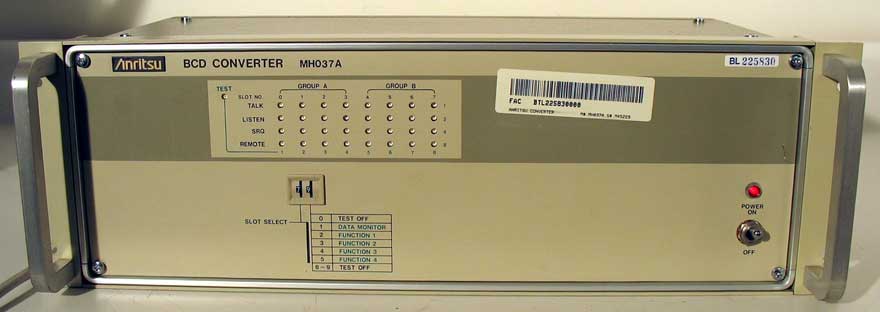 Anritsu BCD CONVERTER MH037A
BL 225830
TEST
GROUP A GROUP B
SLOT NO. 0 1 2 3 4 5 6 7
TALK 1
LISTEN 2
SRQ 4
REMOTE 8
1 2 3 4 5 6 7 8
FAC BTL225830000
ANRITSU CONVERTER
SLOT SELECT
0 TEST OFF
1 DATA MONITOR
2 FUNCTION 1
3 FUNCTION 2
4 FUNCTION 3
5 FUNCTION 4
6-9 TEST OFF
POWER
ON
OFF